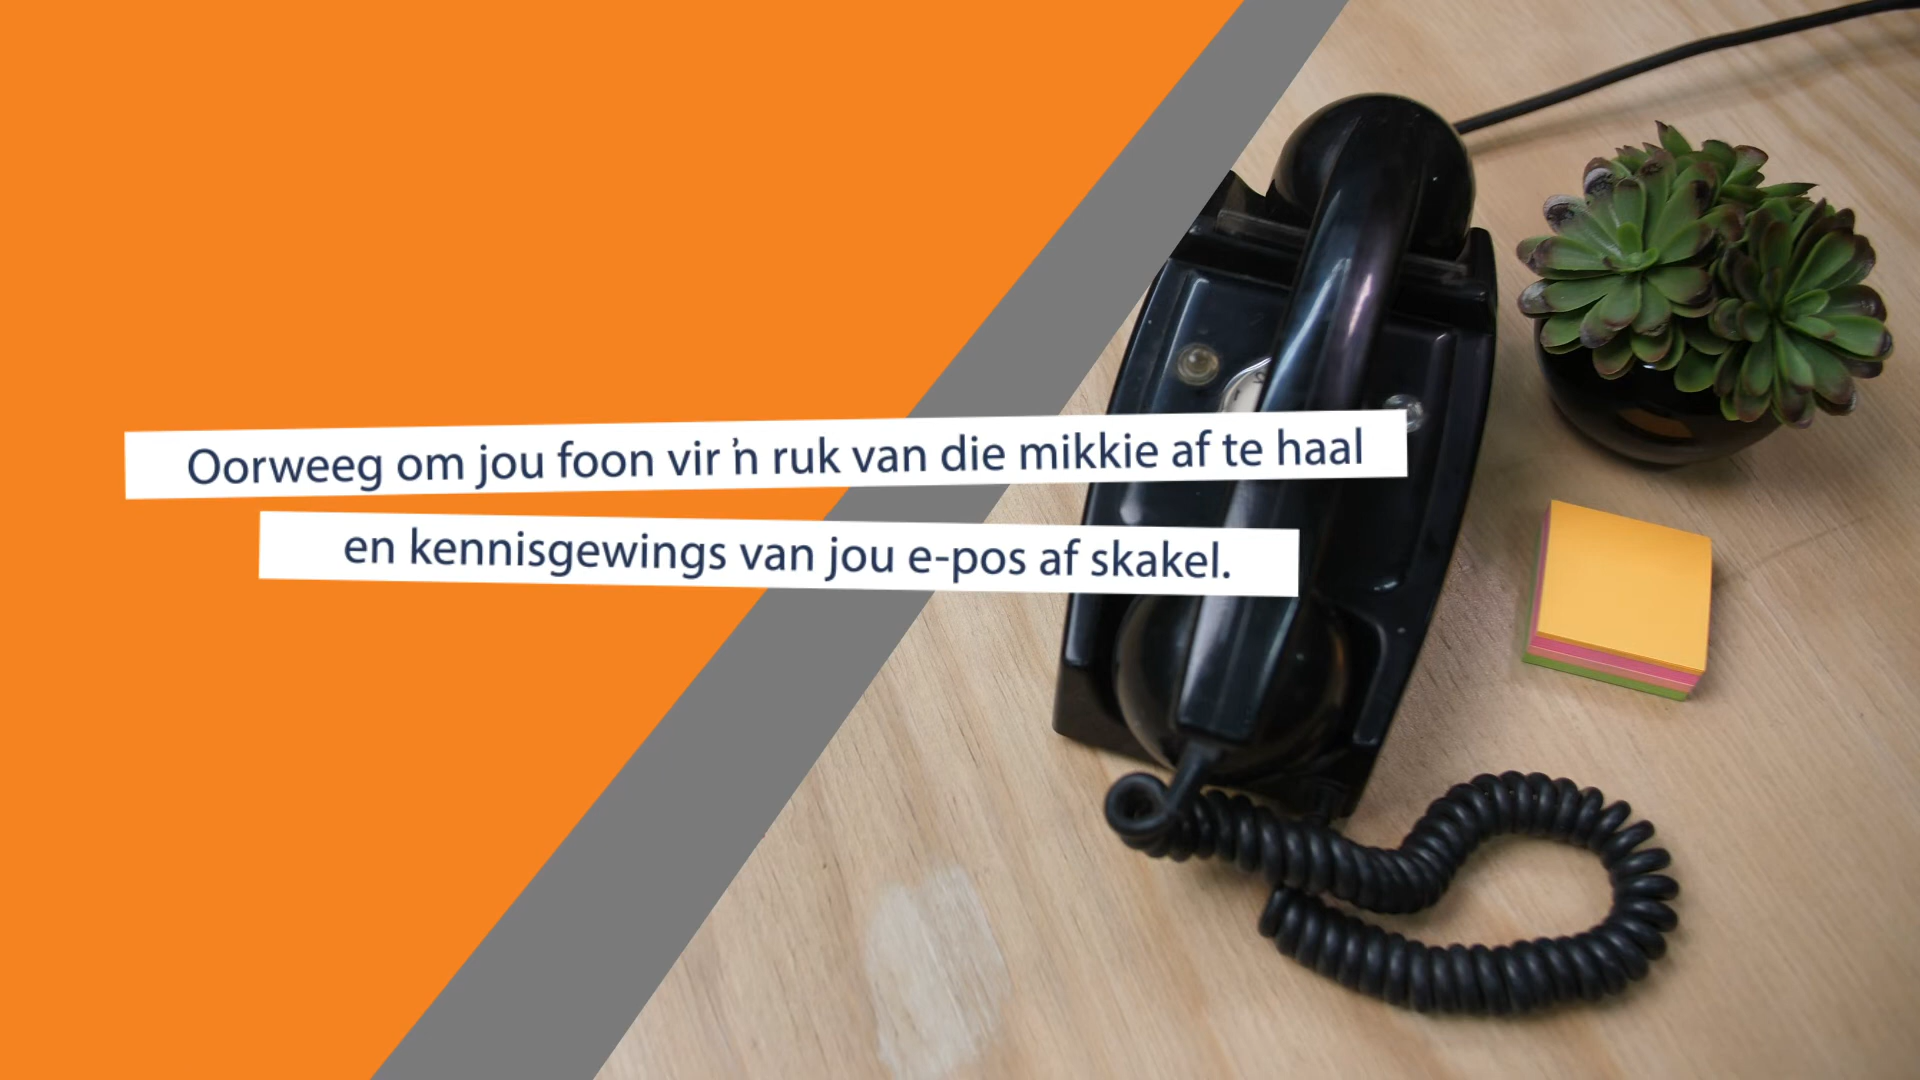 Oorweeg om jou foon vir ŉ ruk van die mikkie af te haal
en kennisgewings van jou e-pos af skakel.